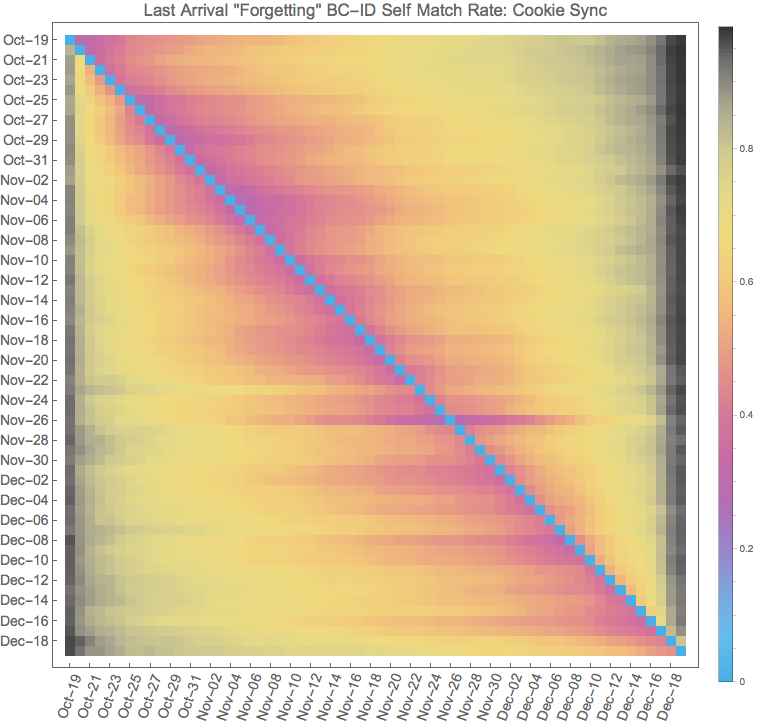 Last Arrival "Forgetting" BC-ID Self Match Rate: Cookie Sync
Oct-19
Oct-21
Oct-23
Oct-25
Oct-27
Oct-29
Oct-31
Nov-02
Nov-04
Nov-06
Nov-08
Nov-10
Nov-12
Nov-14
Nov-16
Nov-18
Nov-20
Nov-22
Nov-24
Nov-26
Nov-28
Nov-30
Dec-02
Dec-04
Dec-06
Dec-08
Dec-10
Dec-12
Dec-14
Dec-16
Dec-18
Oct-19 Oct-21 Oct-23 Oct-25 Oct-27 Oct-29 Oct-31 Nov-02 Nov-04 Nov-06 Nov-08 Nov-10 Nov-12 Nov-14 Nov-16 Nov-18 Nov-20 Nov-22 Nov-24 Nov-26 Nov-28 Nov-30 Dec-02 Dec-04 Dec-06 Dec-08 Dec-10 Dec-12 Dec-14 Dec-16 Dec-18
0.8
0.6
0.4
0.2
0